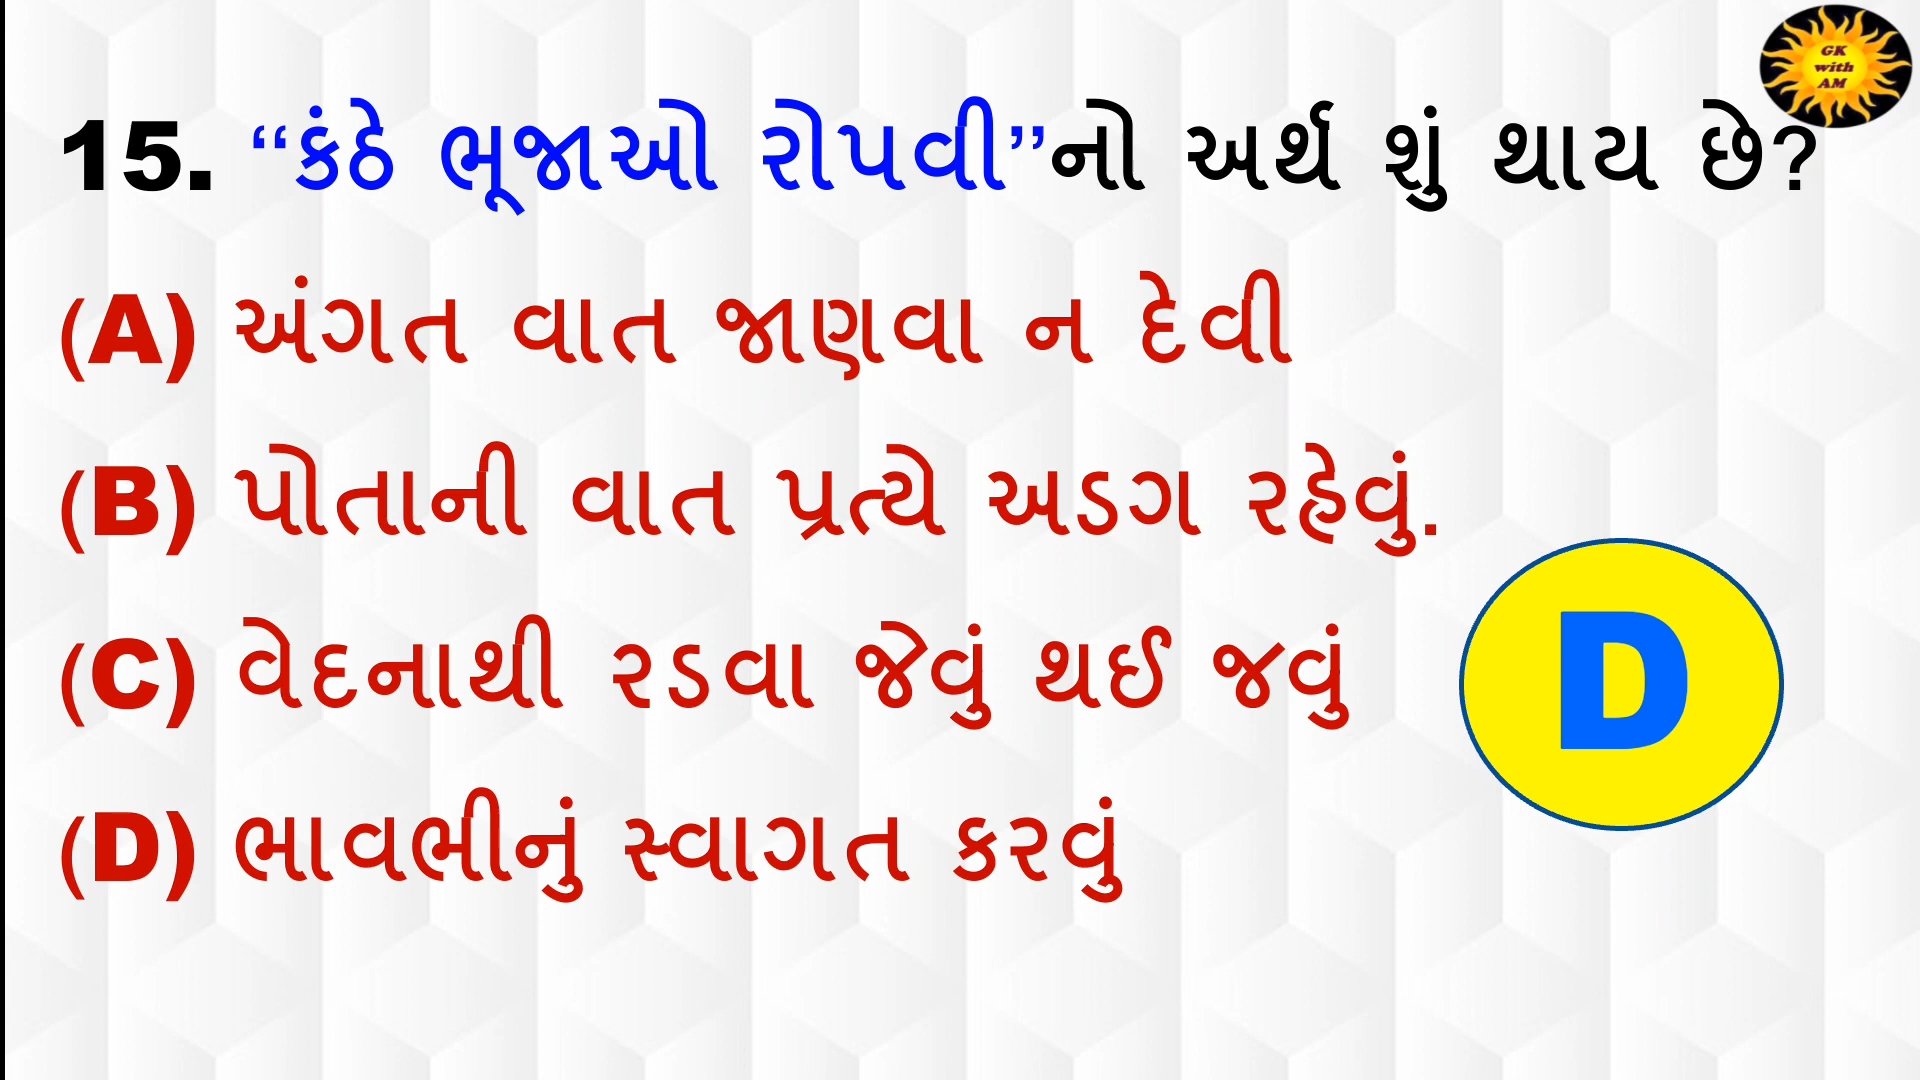 GK
with
AM
15. “કંઠે ભૂજાઓ રોપવી”નો અર્થ શું થાય છે?
(A) અંગત વાત જાણવા ન દેવી
(B) પોતાની વાત પ્રત્યે અડગ રહેવું.
(C) વેદનાથી રડવા જેવું થઈ જવું
D
(D) ભાવભીનું સ્વાગત કરવું